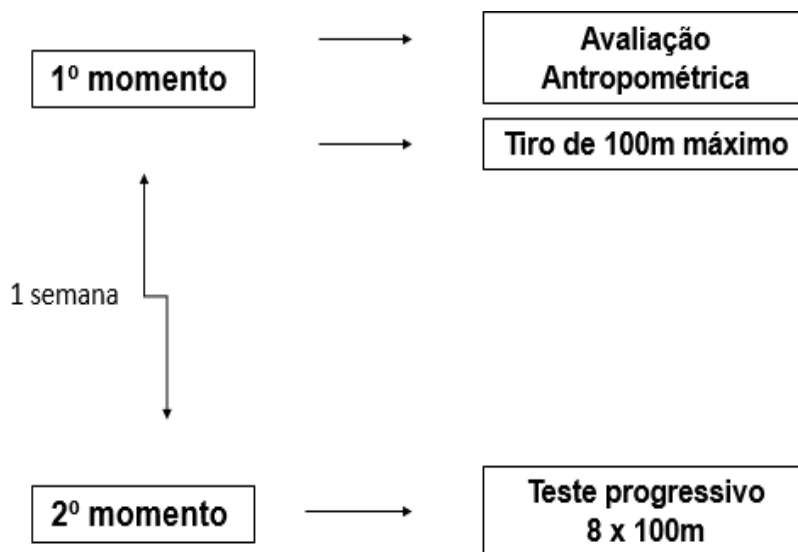 1º momento
Avaliação
Antropométrica
Tiro de 100m máximo
1 semana
2º momento
Teste progressivo
8 x 100m